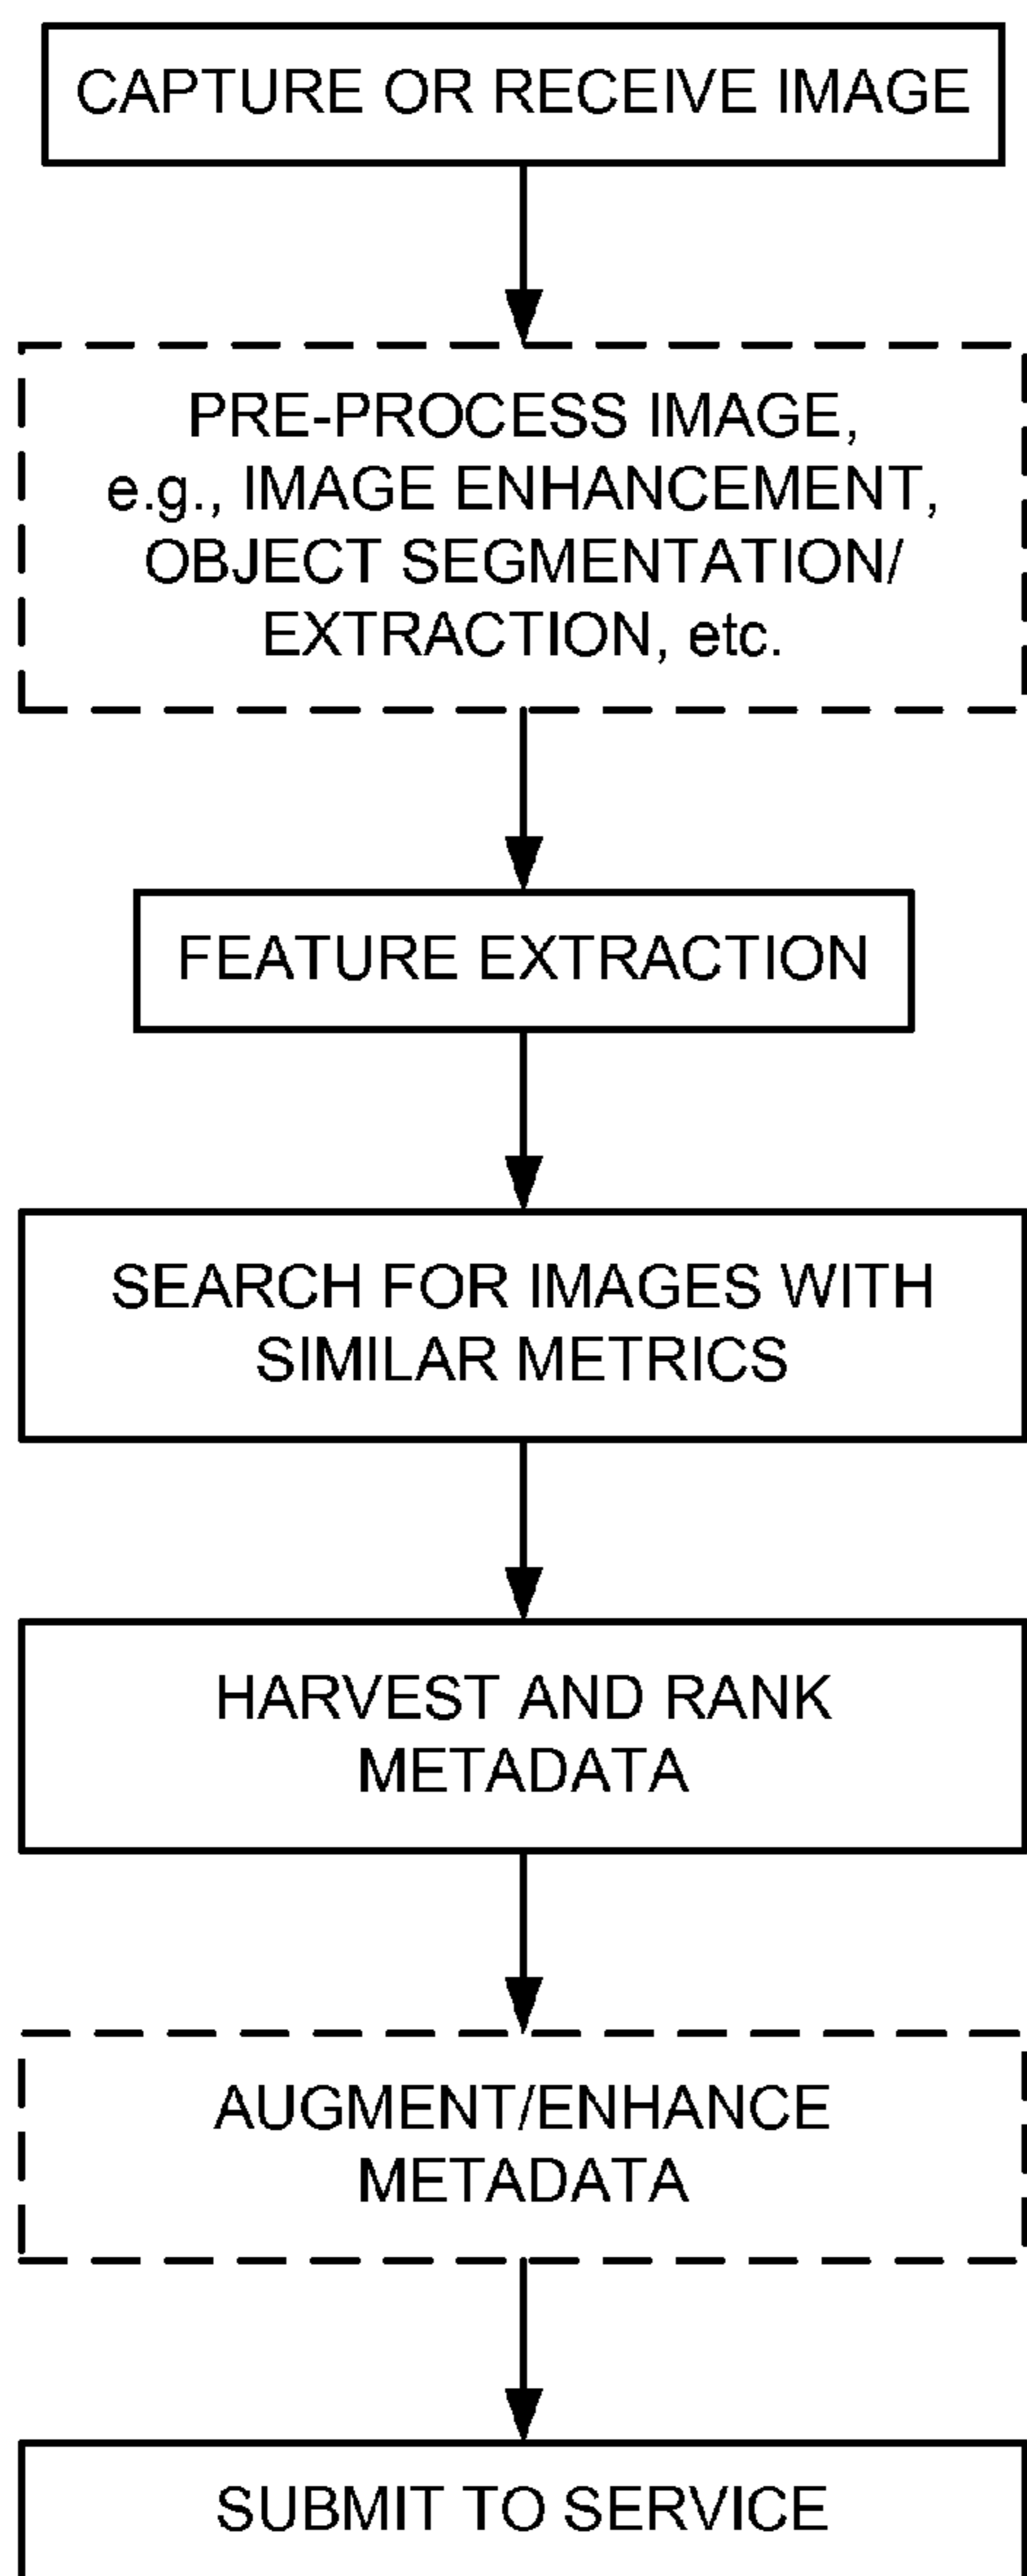 CAPTURE OR RECEIVE IMAGE
PRE-PROCESS IMAGE,
e.g., IMAGE ENHANCEMENT,
OBJECT SEGMENTATION/
EXTRACTION, etc.
FEATURE EXTRACTION
SEARCH FOR IMAGES WITH
SIMILAR METRICS
HARVEST AND RANK
METADATA
AUGMENT/ENHANCE
METADATA
SUBMIT TO SERVICE